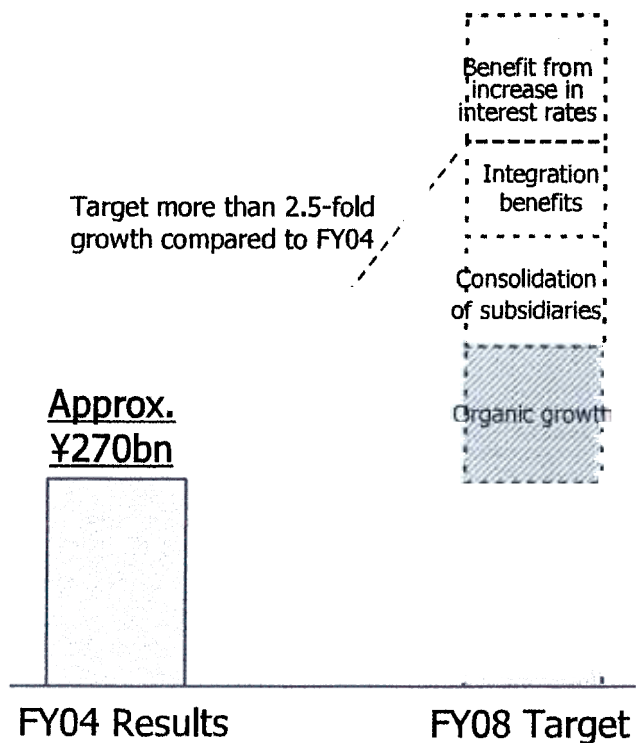 Benefit from
increase in
interest rates
Integration
benefits
Target more than 2.5-fold
growth compared to FY04
Consolidation
of subsidiaries
Organic growth
Approx.
¥270bn
FY04 Results
FY08 Target